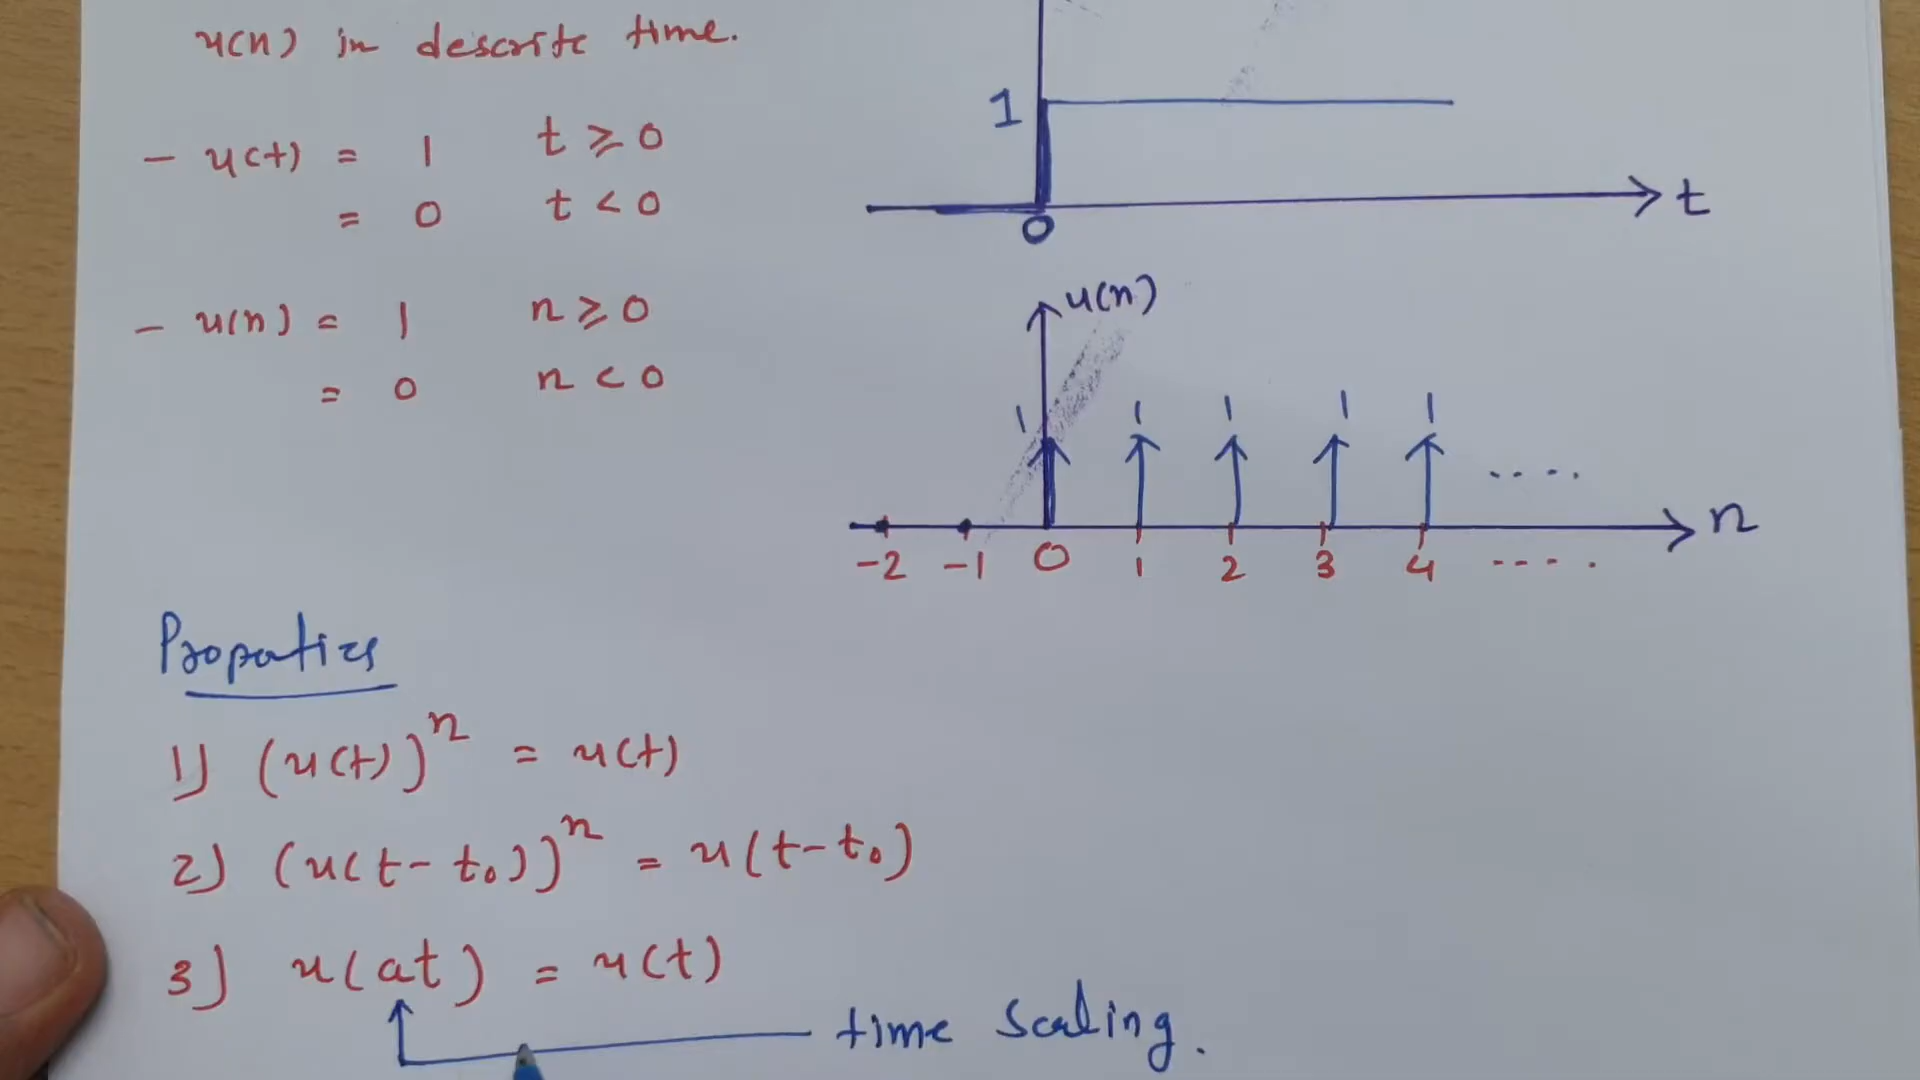 u(n) in descrite time.
- u(t) = 1 t ≥ 0
= 0 t < 0
- u(n) = 1 n ≥ 0
= 0 n < 0
1
0
t
u(n)
1 1 1 1 1
....
n
-2 -1 0 1 2 3 4 .....
Properties
1) (u(t))^n = u(t)
2) (u(t-t₀))^n = u(t-t₀)
3) u(at) = u(t)
time scaling.